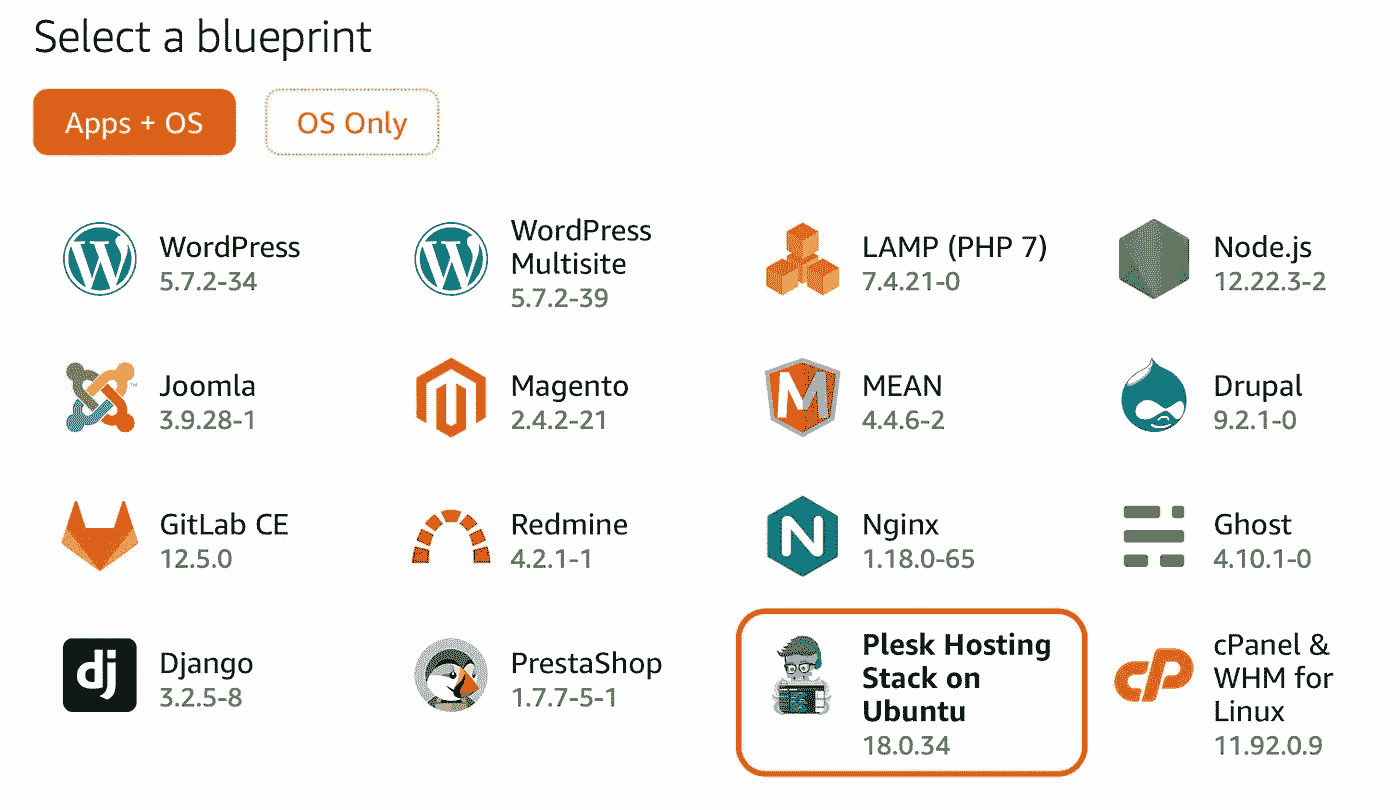 Select a blueprint
Apps + OS
OS Only
WordPress
5.7.2-34
WordPress
Multisite
5.7.2-39
LAMP (PHP 7)
7.4.21-0
Node.js
12.22.3-2
Joomla
3.9.28-1
Magento
2.4.2-21
MEAN
4.4.6-2
Drupal
9.2.1-0
GitLab CE
12.5.0
Redmine
4.2.1-1
Nginx
1.18.0-65
Ghost
4.10.1-0
dj
Django
3.2.5-8
PrestaShop
1.7.7-5-1
Plesk Hosting
Stack on
Ubuntu
18.0.34
cP
cPanel &
WHM for
Linux
11.92.0.9